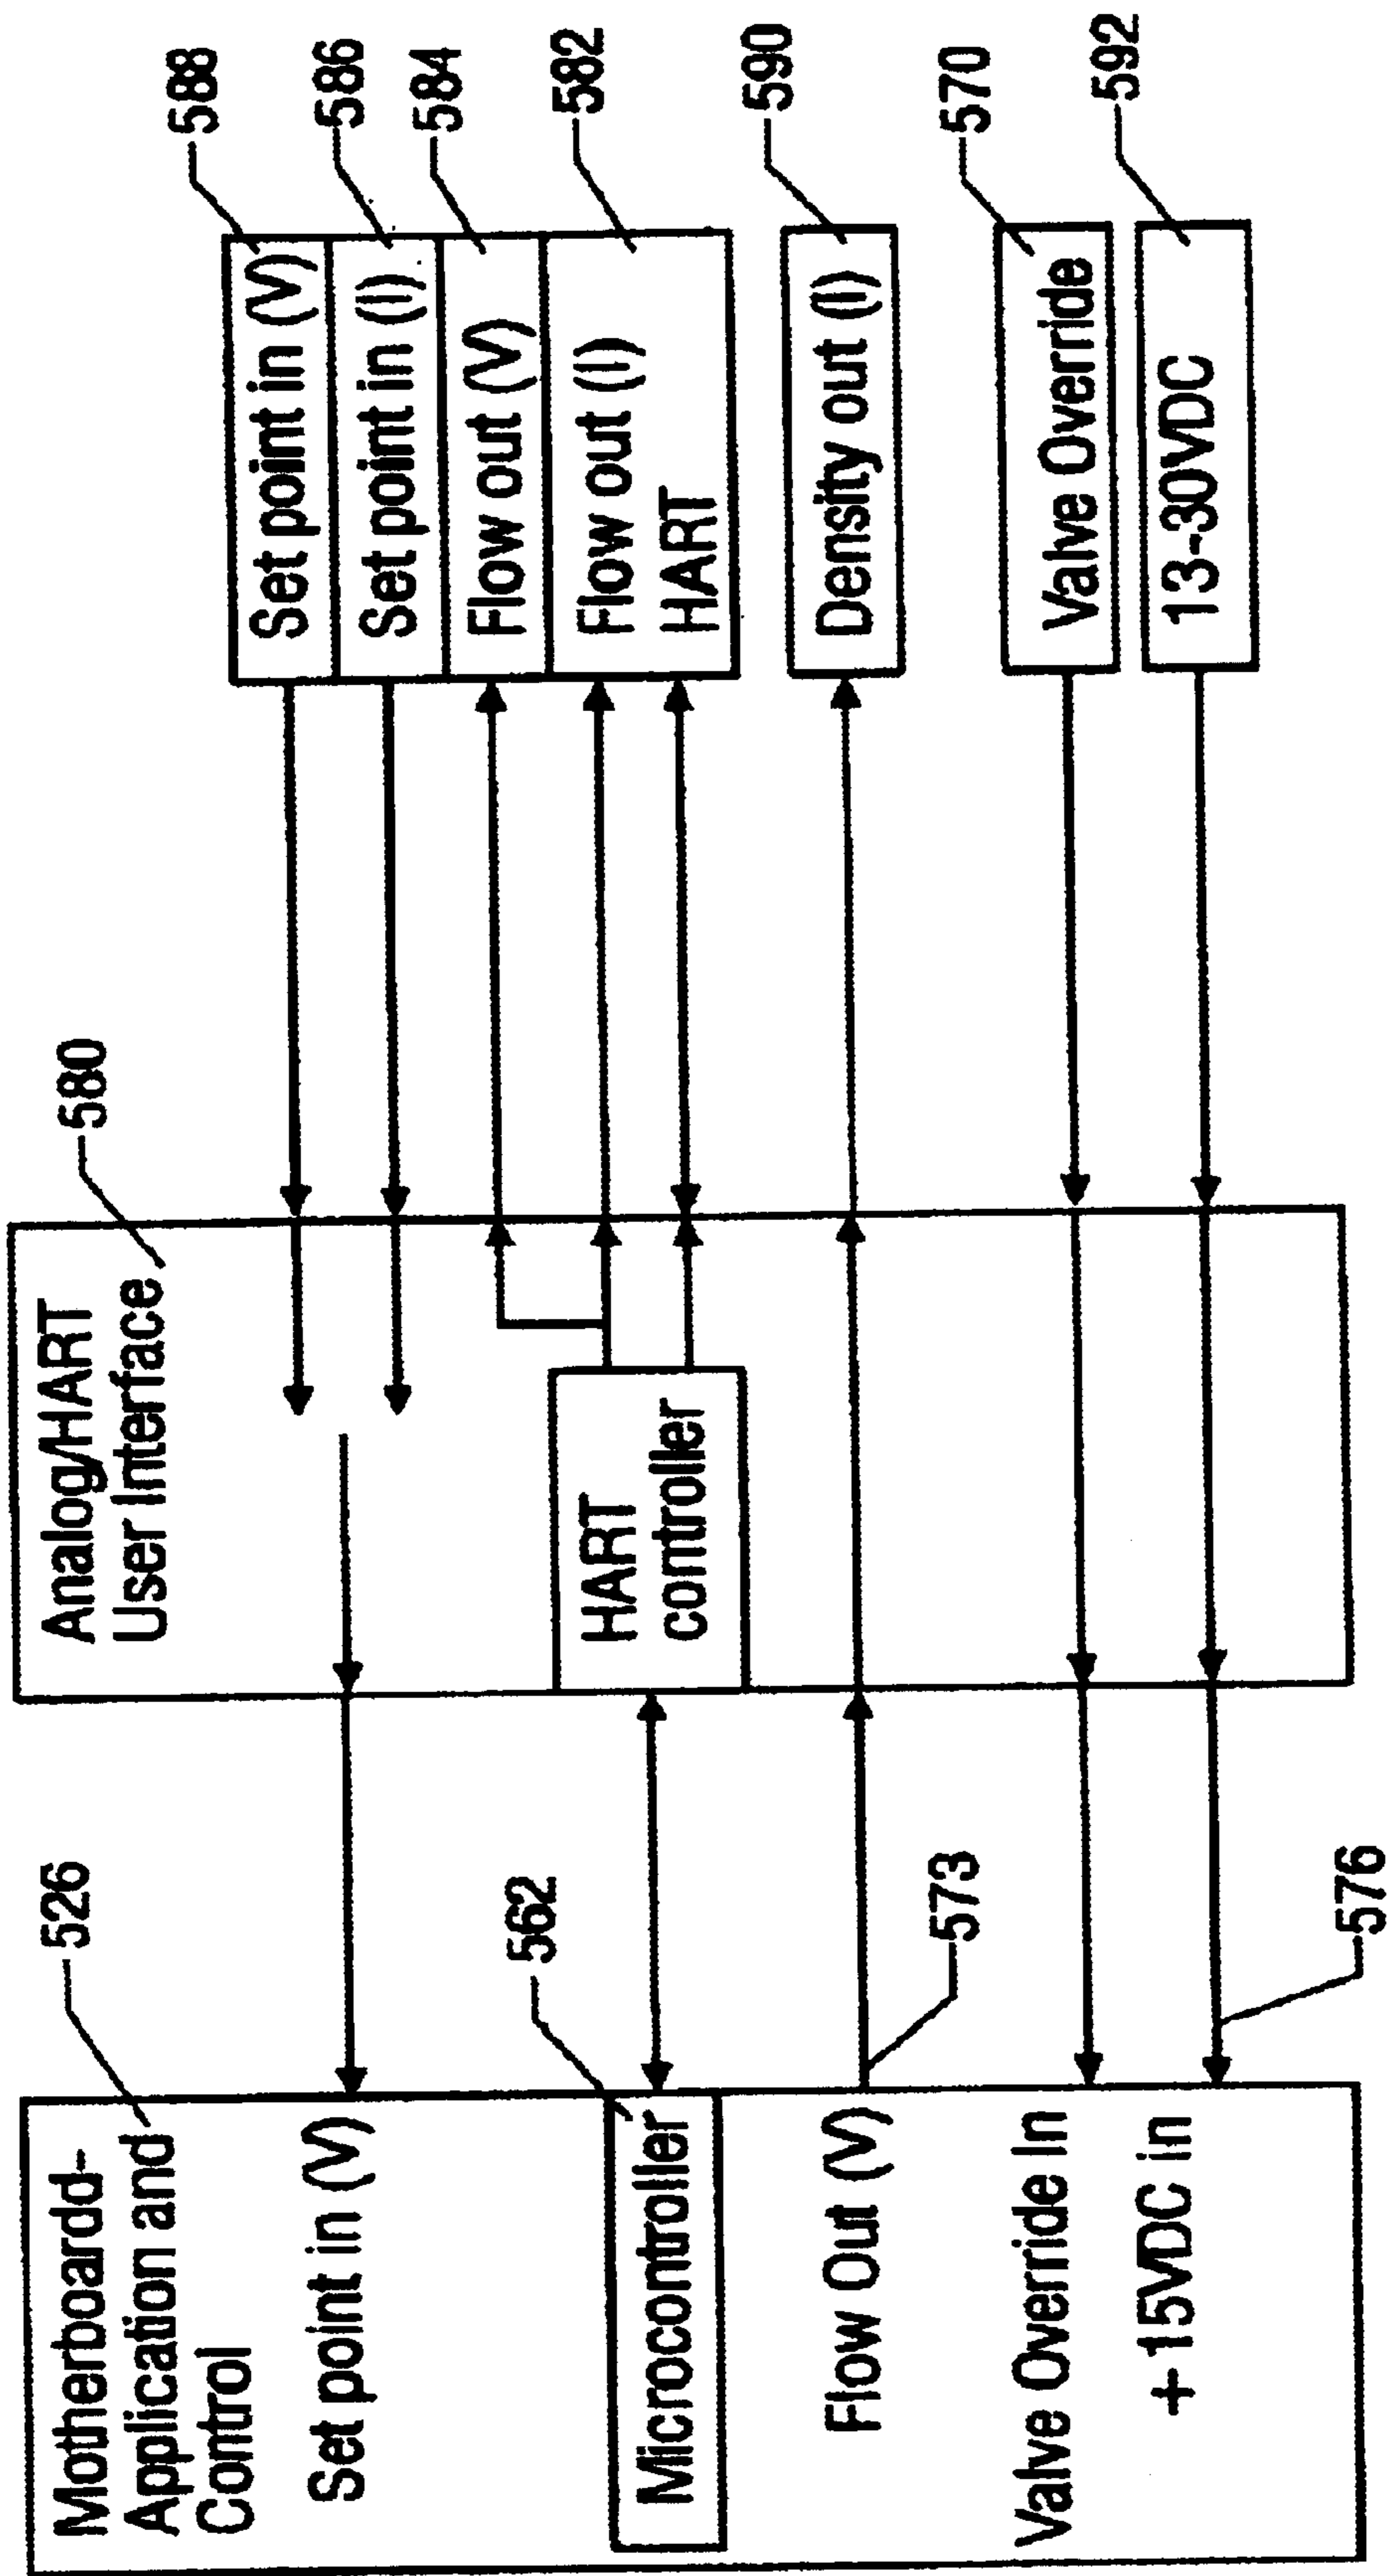 Motherboardd-
Application and
Control
526
Set point in (V)
562
Microcontroller
Flow Out (V)
573
Valve Override In
+15VDC in
576
Analog/HART
User Interface
580
HART
controller
Set point in (V)
588
Set point in (I)
586
Flow out (V)
584
Flow out (I)
HART
582
Density out (I)
590
Valve Override
570
13-30VDC
592